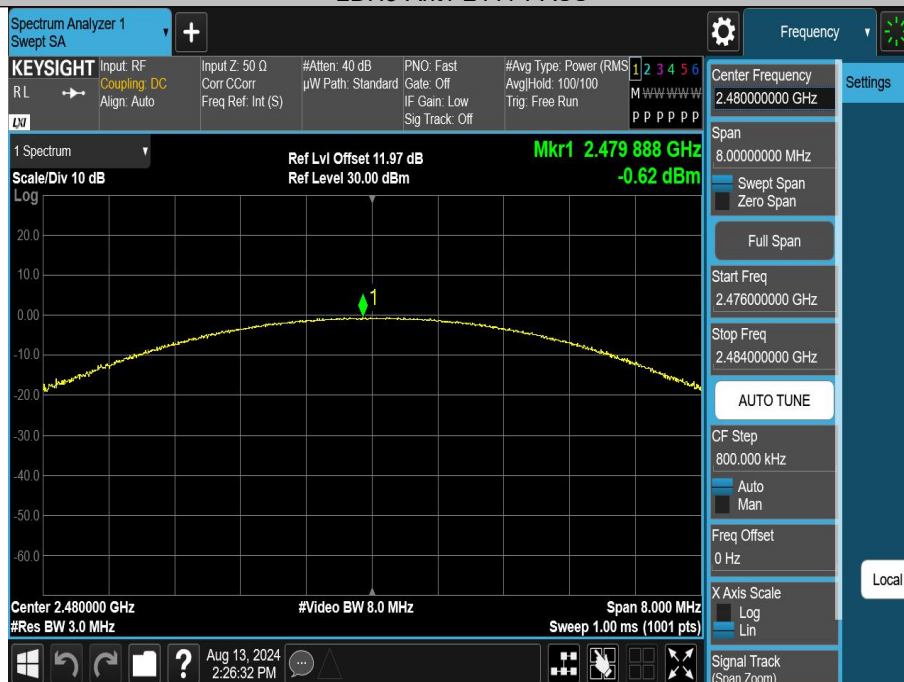 Spectrum Analyzer 1
Swept SA
Frequency
KEYSIGHT
R L
LXI
Input: RF
Coupling: DC
Align: Auto
Input Z: 50 Ω
Corr CCorr
Freq Ref: Int (S)
#Atten: 40 dB
µW Path: Standard
PNO: Fast
Gate: Off
IF Gain: Low
Sig Track: Off
#Avg Type: Power (RMS
Avg|Hold: 100/100
Trig: Free Run
1 2 3 4 5 6
M W W W W W
P P P P P P
1 Spectrum
Scale/Div 10 dB
Ref Lvl Offset 11.97 dB
Ref Level 30.00 dBm
Mkr1 2.479 888 GHz
-0.62 dBm
Log
20.0
10.0
0.00
-10.0
-20.0
-30.0
-40.0
-50.0
-60.0
1
Center 2.480000 GHz
#Video BW 8.0 MHz
Span 8.000 MHz
#Res BW 3.0 MHz
Sweep 1.00 ms (1001 pts)
Aug 13, 2024
2:26:32 PM
Center Frequency
2.480000000 GHz
Settings
Span
8.00000000 MHz
Swept Span
Zero Span
Full Span
Start Freq
2.476000000 GHz
Stop Freq
2.484000000 GHz
AUTO TUNE
CF Step
800.000 kHz
Auto
Man
Freq Offset
0 Hz
Local
X Axis Scale
Log
Lin
Signal Track
(Span Zoom)